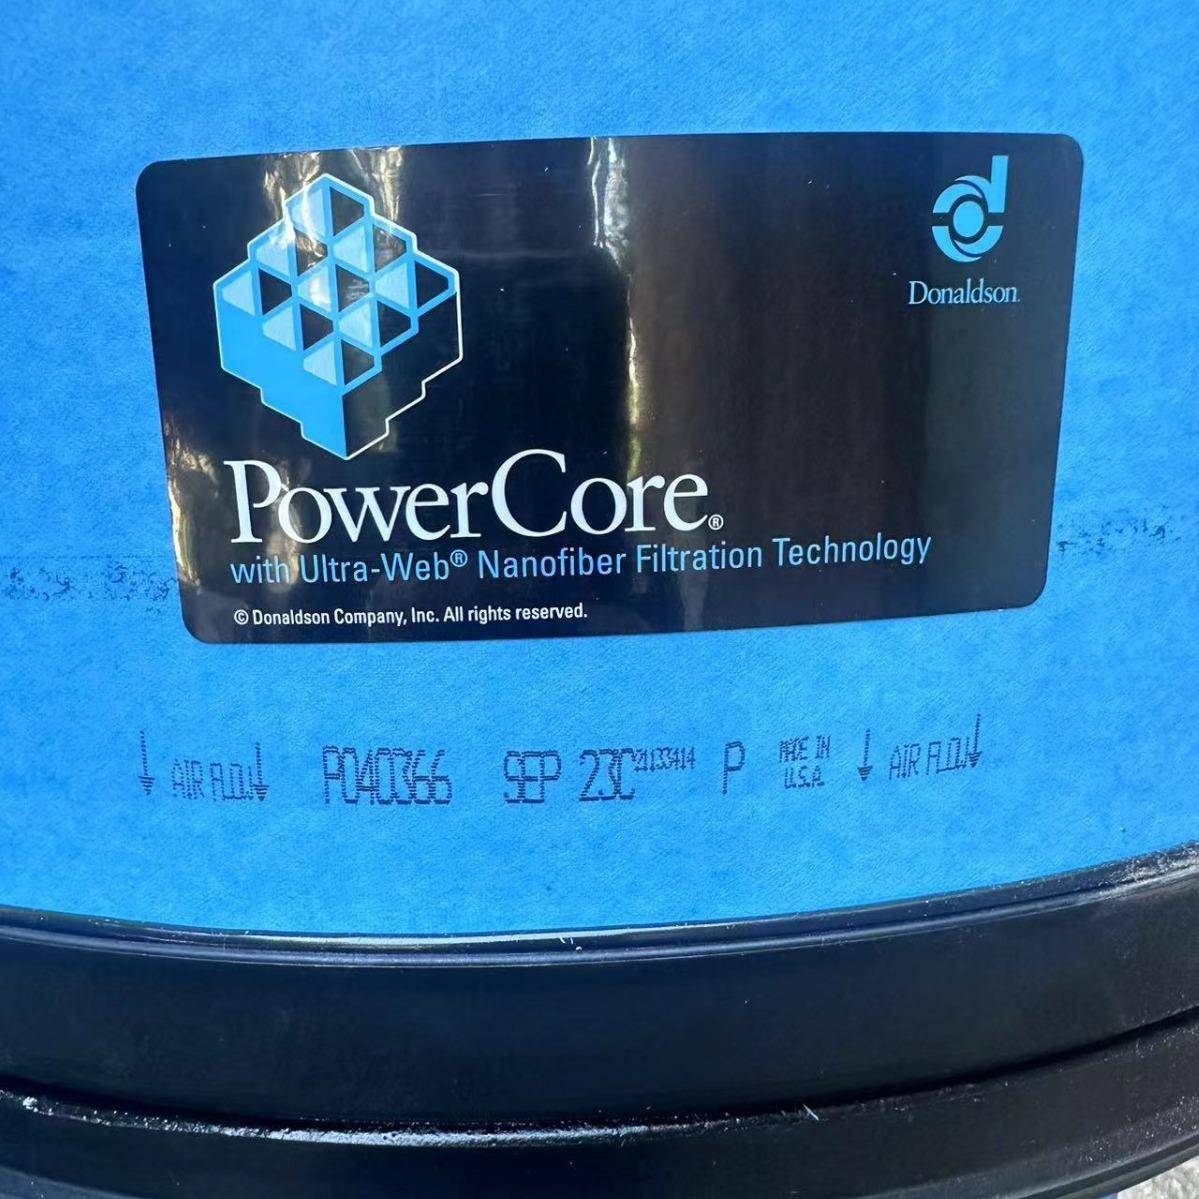 Donaldson.
PowerCore®
with Ultra-Web® Nanofiber Filtration Technology
© Donaldson Company, Inc. All rights reserved.
↓ AIR FLOW ↓ P040366 SEP 23C P MADE IN U.S.A. ↓ AIR FLOW ↓